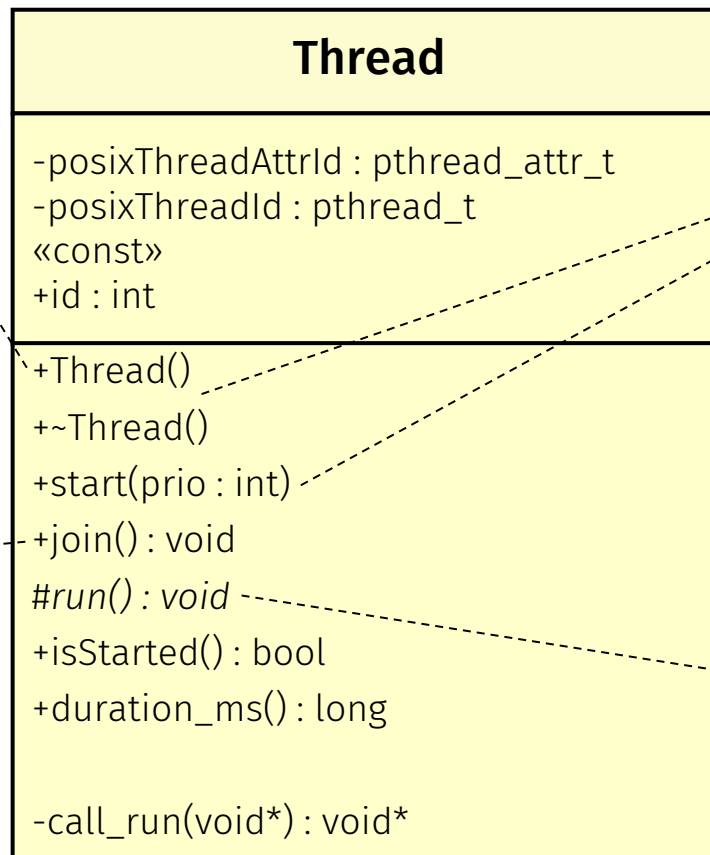 Thread
-posixThreadAttrId : pthread_attr_t
-posixThreadId : pthread_t
«const»
+id : int
+Thread()
+~Thread()
+start(prio : int)
+join() : void
#run() : void
+isStarted() : bool
+duration_ms() : long
-call_run(void*) : void*